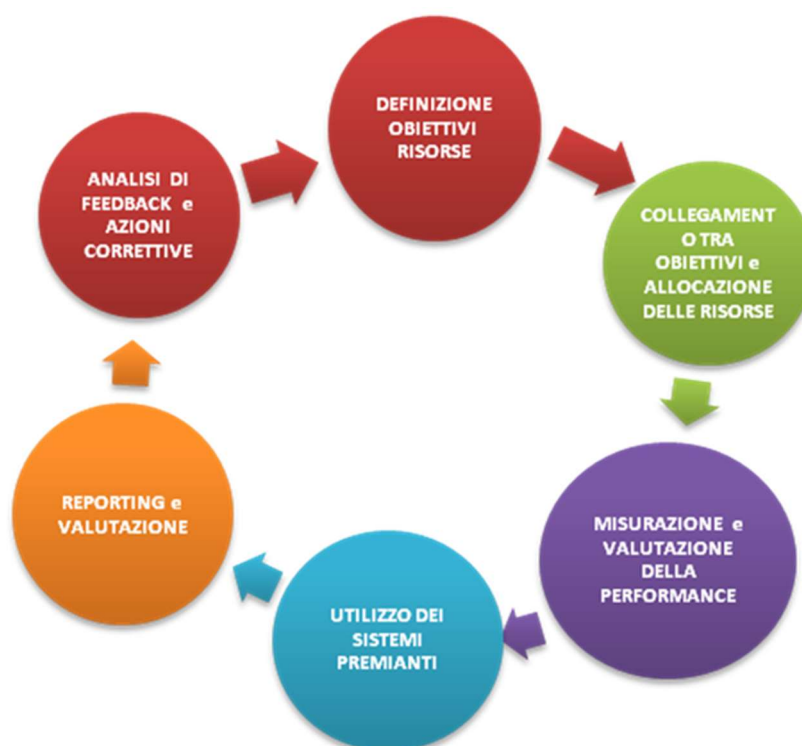 DEFINIZIONE
OBIETTIVI
RISORSE
COLLEGAMENT
O TRA
OBIETTIVI e
ALLOCAZIONE
DELLE RISORSE
MISURAZIONE e
VALUTAZIONE
DELLA
PERFORMANCE
UTILIZZO DEI
SISTEMI
PREMIANTI
REPORTING e
VALUTAZIONE
ANALISI DI
FEEDBACK e
AZIONI
CORRETTIVE